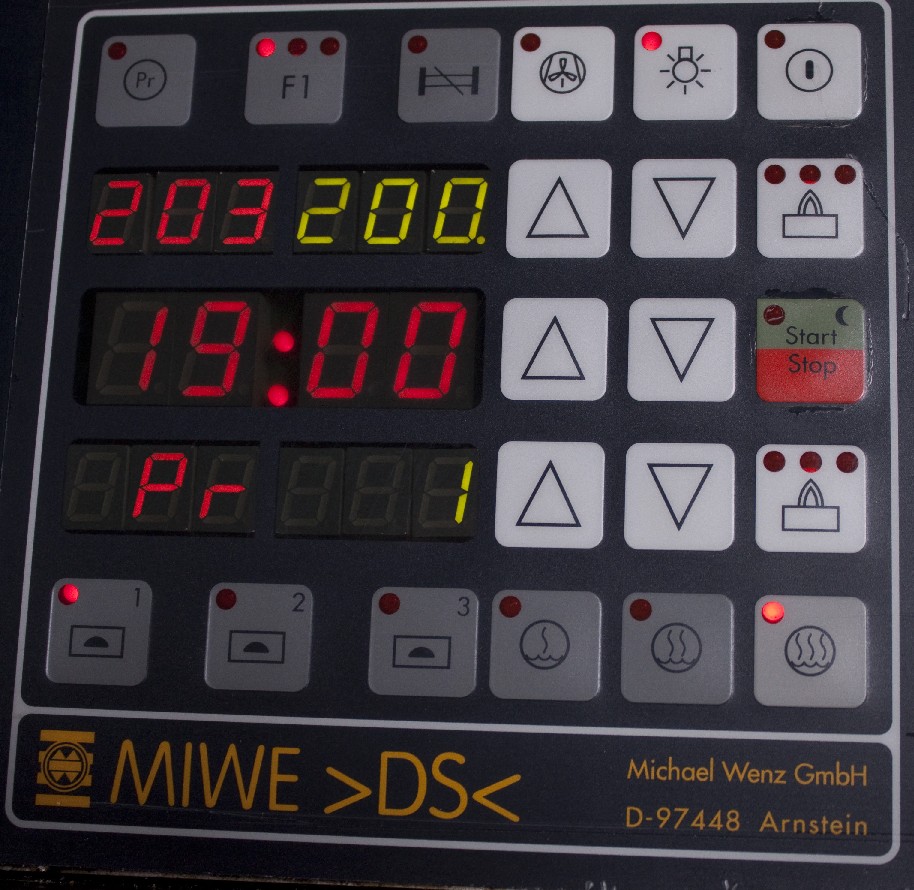 Pr F1
203 200.
19:00
Start
Stop
Pr 1
1 2 3
MIWE >DS<
Michael Wenz GmbH
D-97448 Arnstein